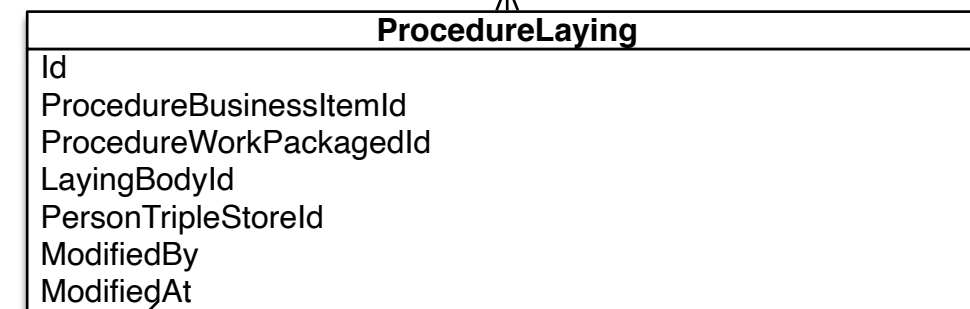 ProcedureLaying
Id
ProcedureBusinessItemId
ProcedureWorkPackagedId
LayingBodyId
PersonTripleStoreId
ModifiedBy
ModifiedAt